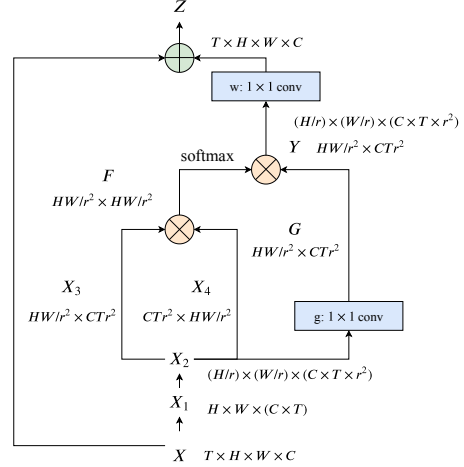 Z
T × H × W × C
w: 1 × 1 conv
(H/r) × (W/r) × (C × T × r²)
Y HW/r² × CTr²
softmax
F
HW/r² × HW/r²
G
HW/r² × CTr²
X₃ X₄
HW/r² × CTr² CTr² × HW/r²
g: 1 × 1 conv
X₂
(H/r) × (W/r) × (C × T × r²)
X₁ H × W × (C × T)
X T × H × W × C